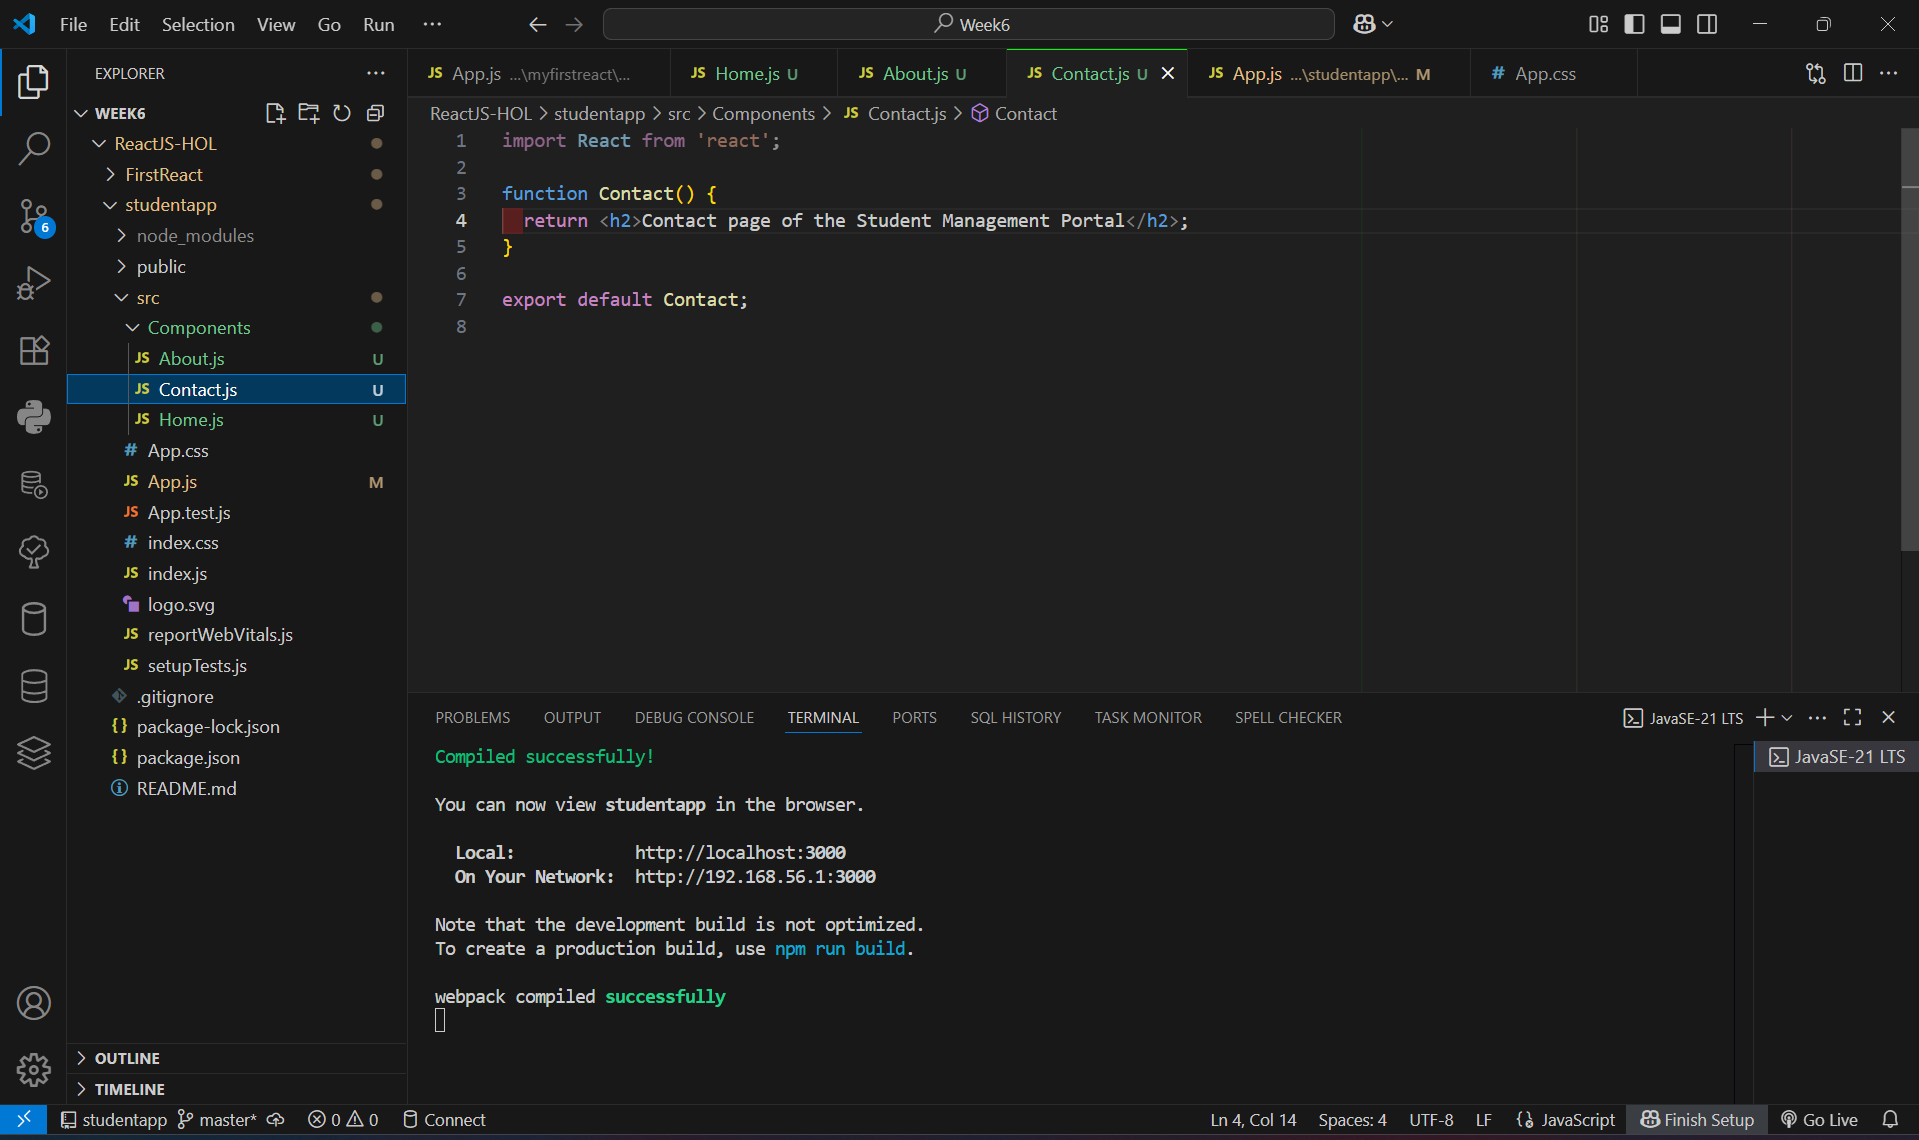 File Edit Selection View Go Run ··· Week6
EXPLORER ···
WEEK6
ReactJS-HOL
FirstReact
studentapp
node_modules
public
src
Components
JS About.js U
JS Contact.js U
JS Home.js U
# App.css
JS App.js M
JS App.test.js
# index.css
JS index.js
logo.svg
JS reportWebVitals.js
JS setupTests.js
.gitignore
{} package-lock.json
{} package.json
README.md
OUTLINE
TIMELINE
6
JS App.js ...\myfirstreact\... JS Home.js U JS About.js U JS Contact.js U JS App.js ...\studentapp\... M # App.css
ReactJS-HOL > studentapp > src > Components > JS Contact.js > Contact
1 import React from 'react';
2
3 function Contact() {
4 return <h2>Contact page of the Student Management Portal</h2>;
5 }
6
7 export default Contact;
8
PROBLEMS OUTPUT DEBUG CONSOLE TERMINAL PORTS SQL HISTORY TASK MONITOR SPELL CHECKER JavaSE-21 LTS
JavaSE-21 LTS
Compiled successfully!
You can now view studentapp in the browser.
Local: http://localhost:3000
On Your Network: http://192.168.56.1:3000
Note that the development build is not optimized.
To create a production build, use npm run build.
webpack compiled successfully
studentapp master* 0 0 Connect Ln 4, Col 14 Spaces: 4 UTF-8 LF JavaScript Finish Setup Go Live